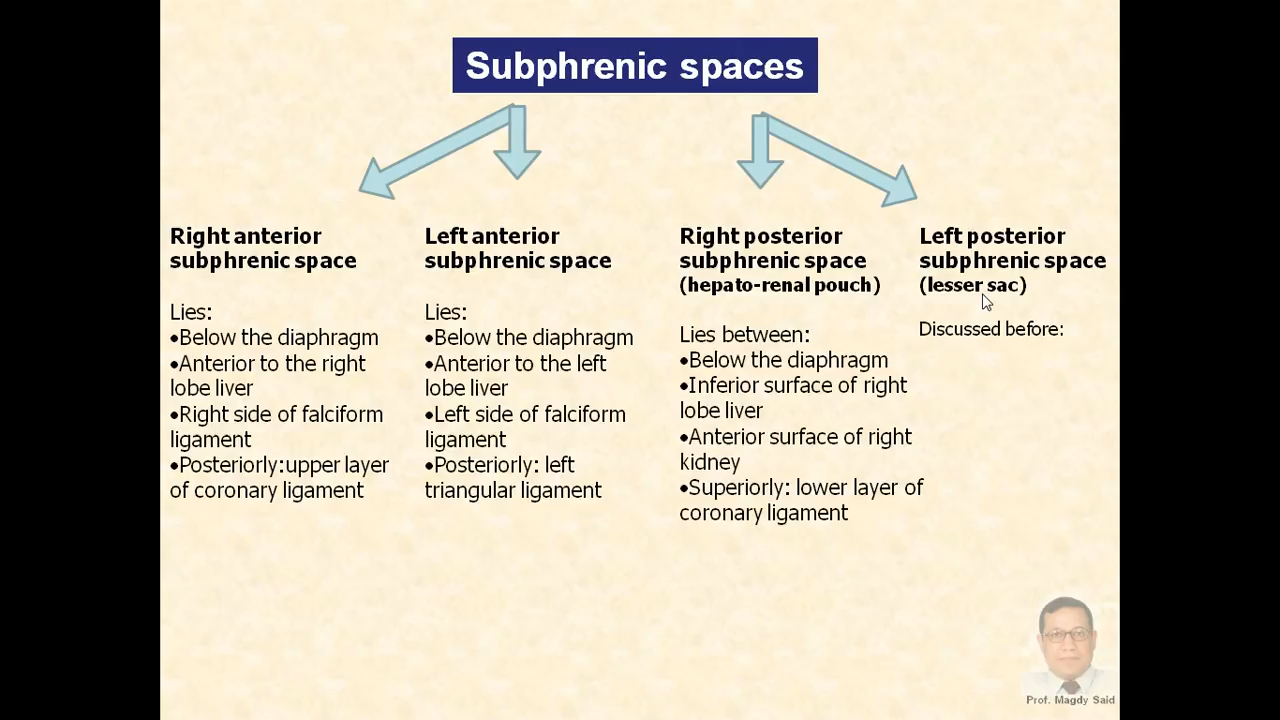 Subphrenic spaces
Right anterior
subphrenic space
Lies:
•Below the diaphragm
•Anterior to the right
lobe liver
•Right side of falciform
ligament
•Posteriorly:upper layer
of coronary ligament
Left anterior
subphrenic space
Lies:
•Below the diaphragm
•Anterior to the left
lobe liver
•Left side of falciform
ligament
•Posteriorly: left
triangular ligament
Right posterior
subphrenic space
(hepato-renal pouch)
Lies between:
•Below the diaphragm
•Inferior surface of right
lobe liver
•Anterior surface of right
kidney
•Superiorly: lower layer of
coronary ligament
Left posterior
subphrenic space
(lesser sac)
Discussed before:
Prof. Magdy Said